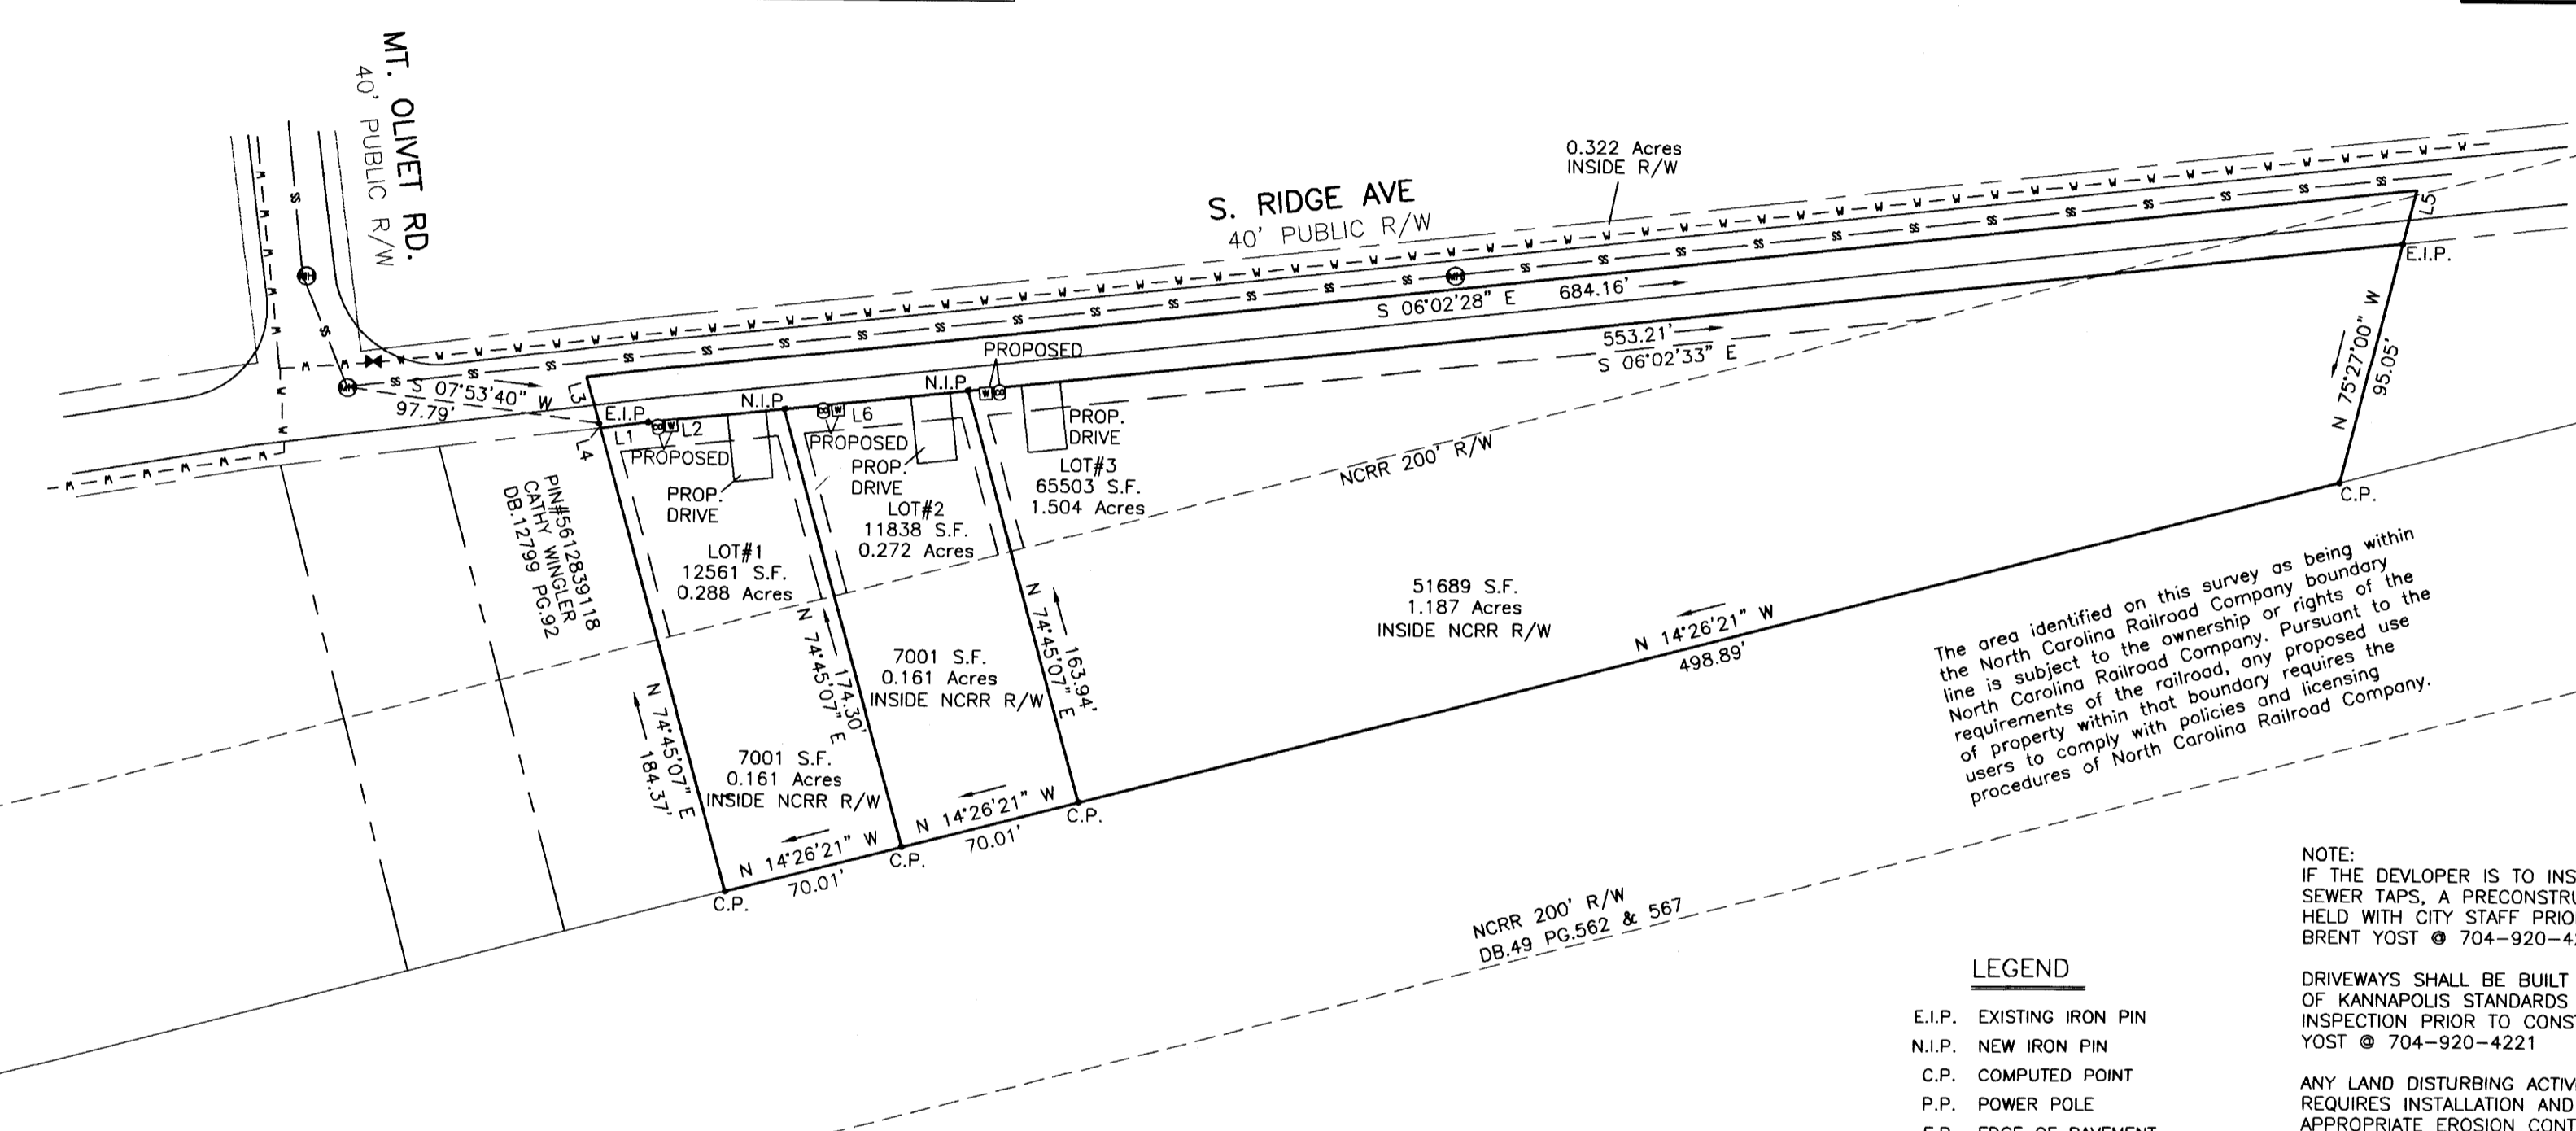 MT. OLIVET RD.
40' PUBLIC R/W
0.322 Acres
INSIDE R/W
S. RIDGE AVE
40' PUBLIC R/W
S 06°02'28" E 684.16'
553.21'
S 06°02'33" E
L5
E.I.P.
N 75°27'00" W
95.05'
C.P.
S 07°53'40" W
97.79'
L3
E.I.P.
L1
L2
L4
N.I.P.
L6
N.I.P.
PROPOSED
PROPOSED
PROPOSED
PROP.
DRIVE
PROP.
DRIVE
PROP.
DRIVE
LOT#1
12561 S.F.
0.288 Acres
LOT#2
11838 S.F.
0.272 Acres
LOT#3
65503 S.F.
1.504 Acres
NCRR 200' R/W
PIN#5612839118
CATHY WINGLER
DB.12799 PG.92
N 74°45'07" E
184.37'
N 74°45'07" E
174.30'
N 74°45'07" E
163.94'
7001 S.F.
0.161 Acres
INSIDE NCRR R/W
7001 S.F.
0.161 Acres
INSIDE NCRR R/W
51689 S.F.
1.187 Acres
INSIDE NCRR R/W
N 14°26'21" W
70.01'
N 14°26'21" W
70.01'
N 14°26'21" W
498.89'
C.P.
C.P.
C.P.
The area identified on this survey as being within
the North Carolina Railroad Company boundary
line is subject to the ownership or rights of the
North Carolina Railroad Company. Pursuant to the
requirements of the railroad, any proposed use
of property within that boundary requires the
users to comply with policies and licensing
procedures of North Carolina Railroad Company.
NCRR 200' R/W
DB.49 PG.562 & 567
LEGEND
E.I.P. EXISTING IRON PIN
N.I.P. NEW IRON PIN
C.P. COMPUTED POINT
P.P. POWER POLE
E.P. EDGE OF PAVEMENT
NOTE:
IF THE DEVLOPER IS TO INS
SEWER TAPS, A PRECONSTRU
HELD WITH CITY STAFF PRIO
BRENT YOST @ 704-920-4
DRIVEWAYS SHALL BE BUILT
OF KANNAPOLIS STANDARDS
INSPECTION PRIOR TO CONS
YOST @ 704-920-4221
ANY LAND DISTURBING ACTIV
REQUIRES INSTALLATION AND
APPROPRIATE EROSION CONT